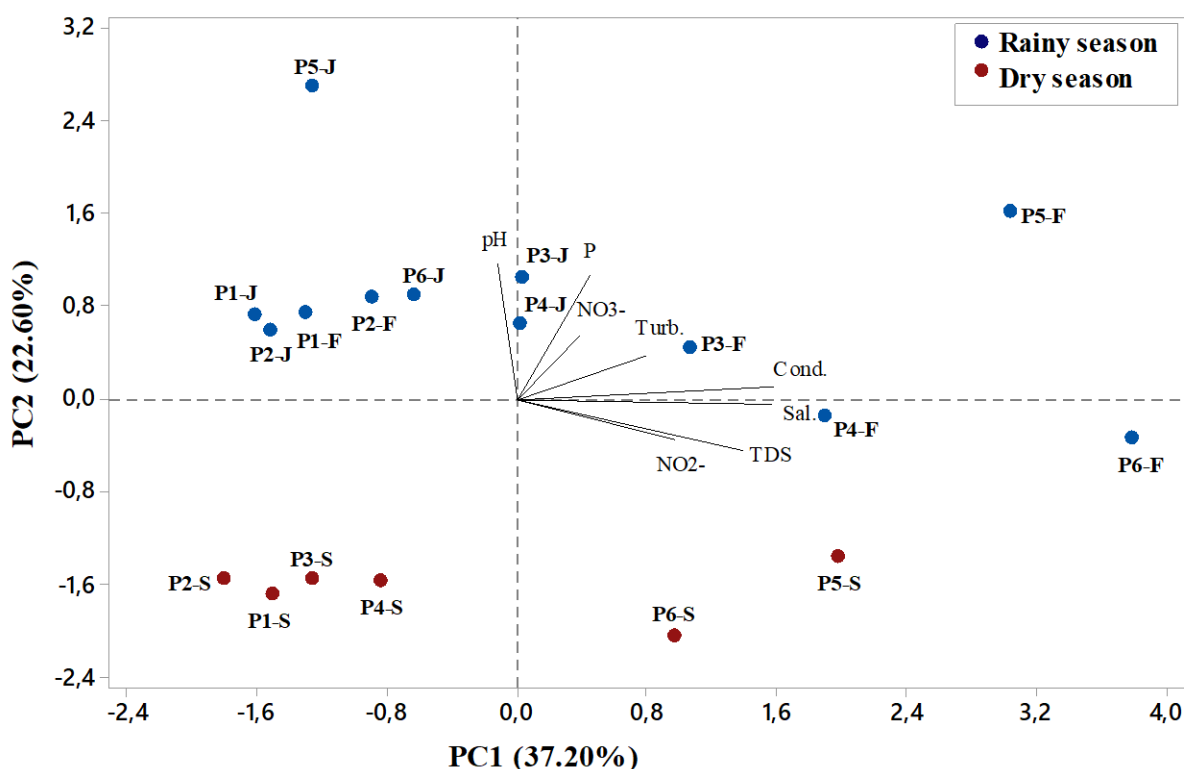 3,2
2,4
1,6
0,8
0,0
-0,8
-1,6
-2,4
PC2 (22.60%)
Rainy season
Dry season
P5-J
P5-F
pH
P3-J
P
P6-J
P1-J
P4-J
NO3-
P2-F
Turb.
P1-F
P2-J
P3-F
Cond.
Sal.
P4-F
TDS
NO2-
P6-F
P3-S
P2-S
P5-S
P4-S
P6-S
P1-S
-2,4 -1,6 -0,8 0,0 0,8 1,6 2,4 3,2 4,0
PC1 (37.20%)